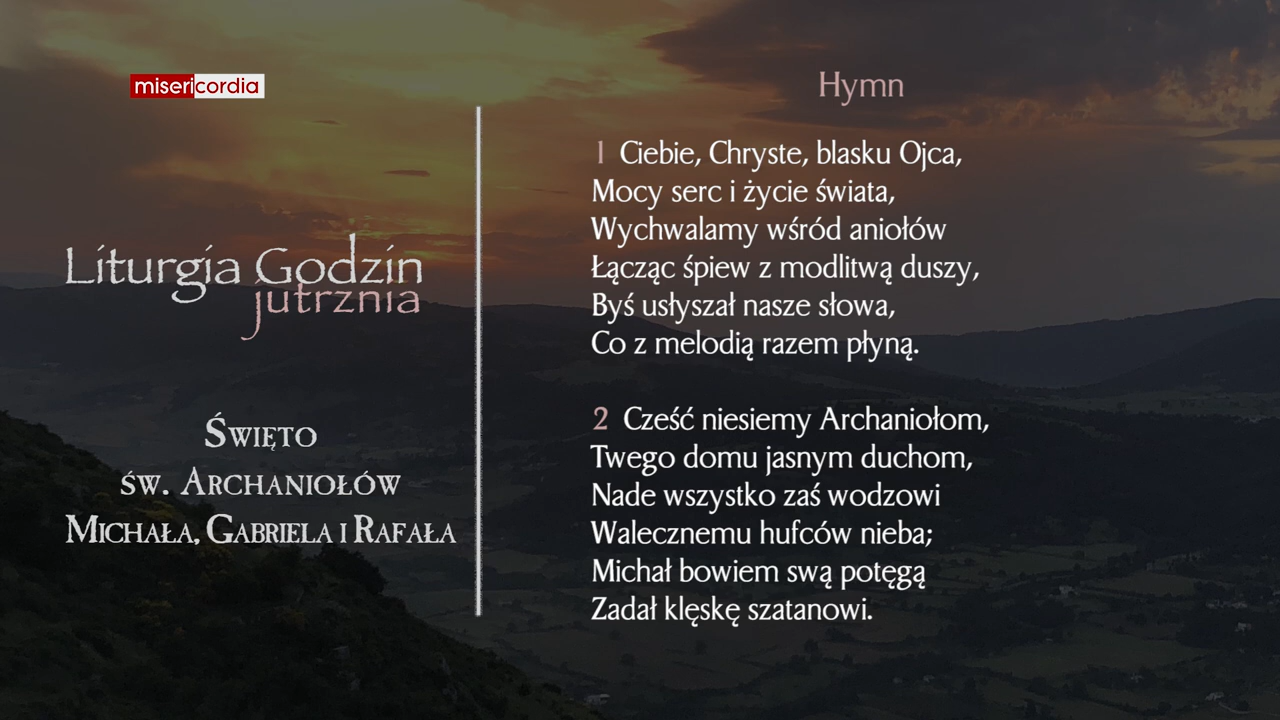 misericordia
Liturgia Godzin
jutrznia
Święto
św. Archaniołów
Michała, Gabriela i Rafała
Hymn
1 Ciebie, Chryste, blasku Ojca,
Mocy serc i życie świata,
Wychwalamy wśród aniołów
Łącząc śpiew z modlitwą duszy,
Byś usłyszał nasze słowa,
Co z melodią razem płyną.
2 Cześć niesiemy Archaniołom,
Twego domu jasnym duchom,
Nade wszystko zaś wodzowi
Walecznemu hufców nieba;
Michał bowiem swą potęgą
Zadał klęskę szatanowi.